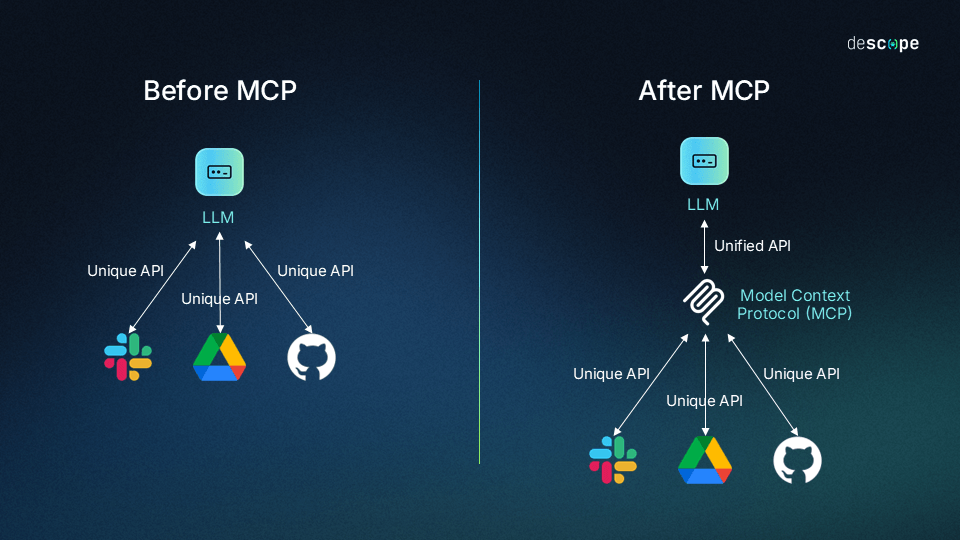 descope
Before MCP
After MCP
LLM
Unique API
Unique API
Unique API
LLM
Unified API
Model Context
Protocol (MCP)
Unique API
Unique API
Unique API